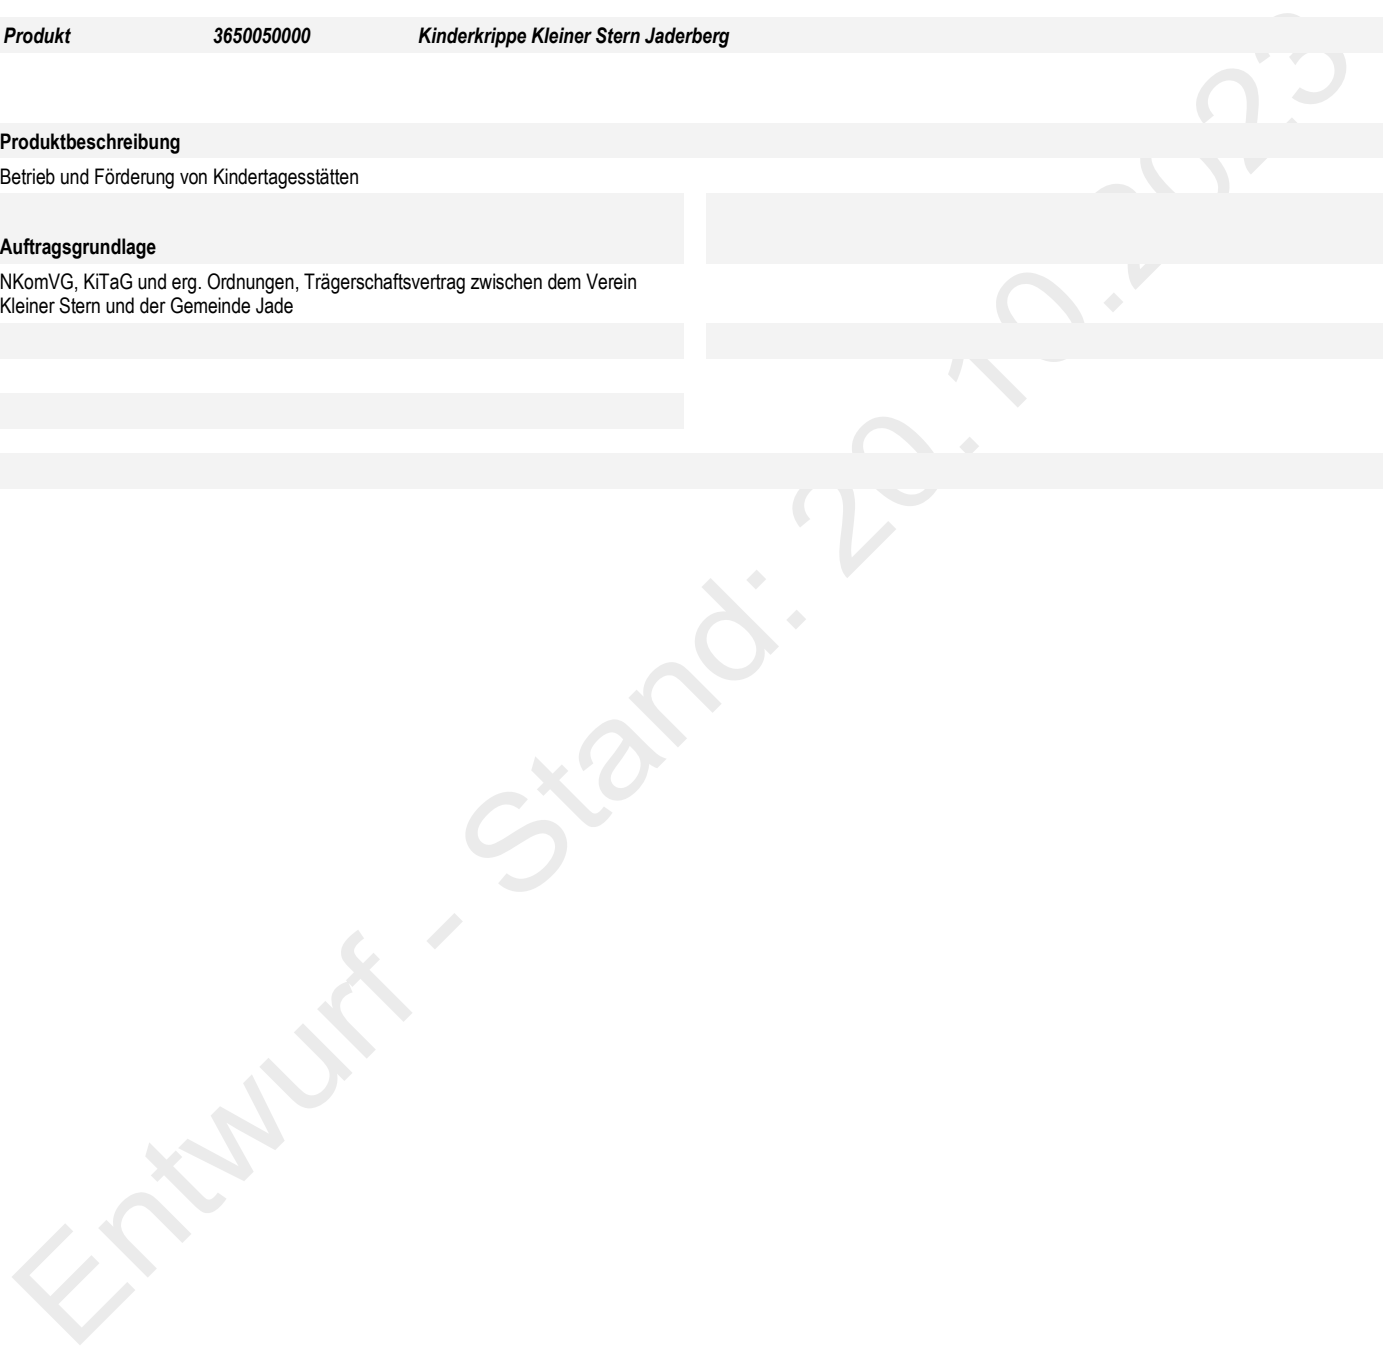 Produkt 3650050000 Kinderkrippe Kleiner Stern Jaderberg
Produktbeschreibung
Betrieb und Förderung von Kindertagesstätten
Auftragsgrundlage
NKomVG, KiTaG und erg. Ordnungen, Trägerschaftsvertrag zwischen dem Verein
Kleiner Stern und der Gemeinde Jade
Entwurf - Stand: 20.10.2023